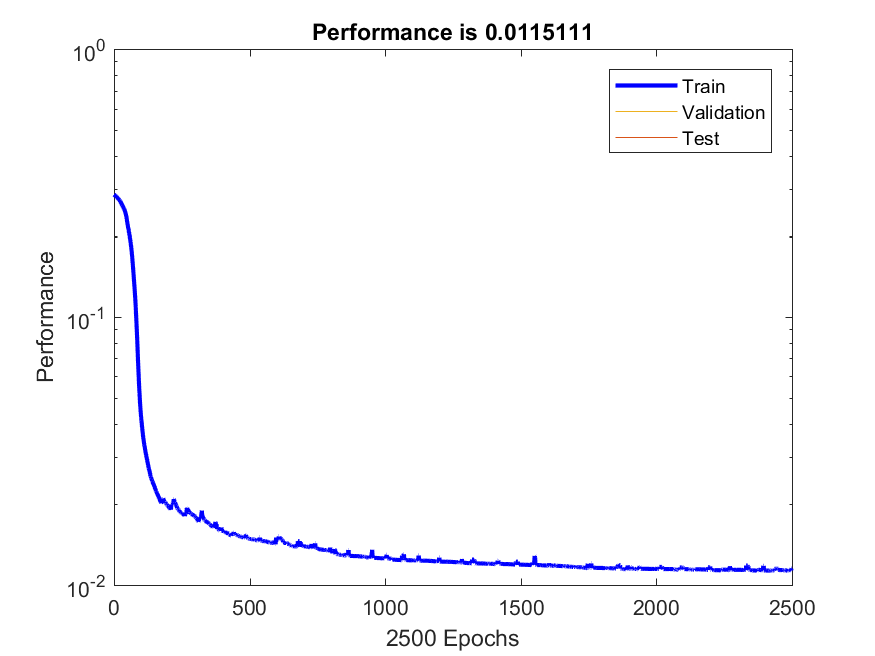 Performance is 0.0115111
10^0
Train
Validation
Test
Performance
10^-1
10^-2
0 500 1000 1500 2000 2500
2500 Epochs